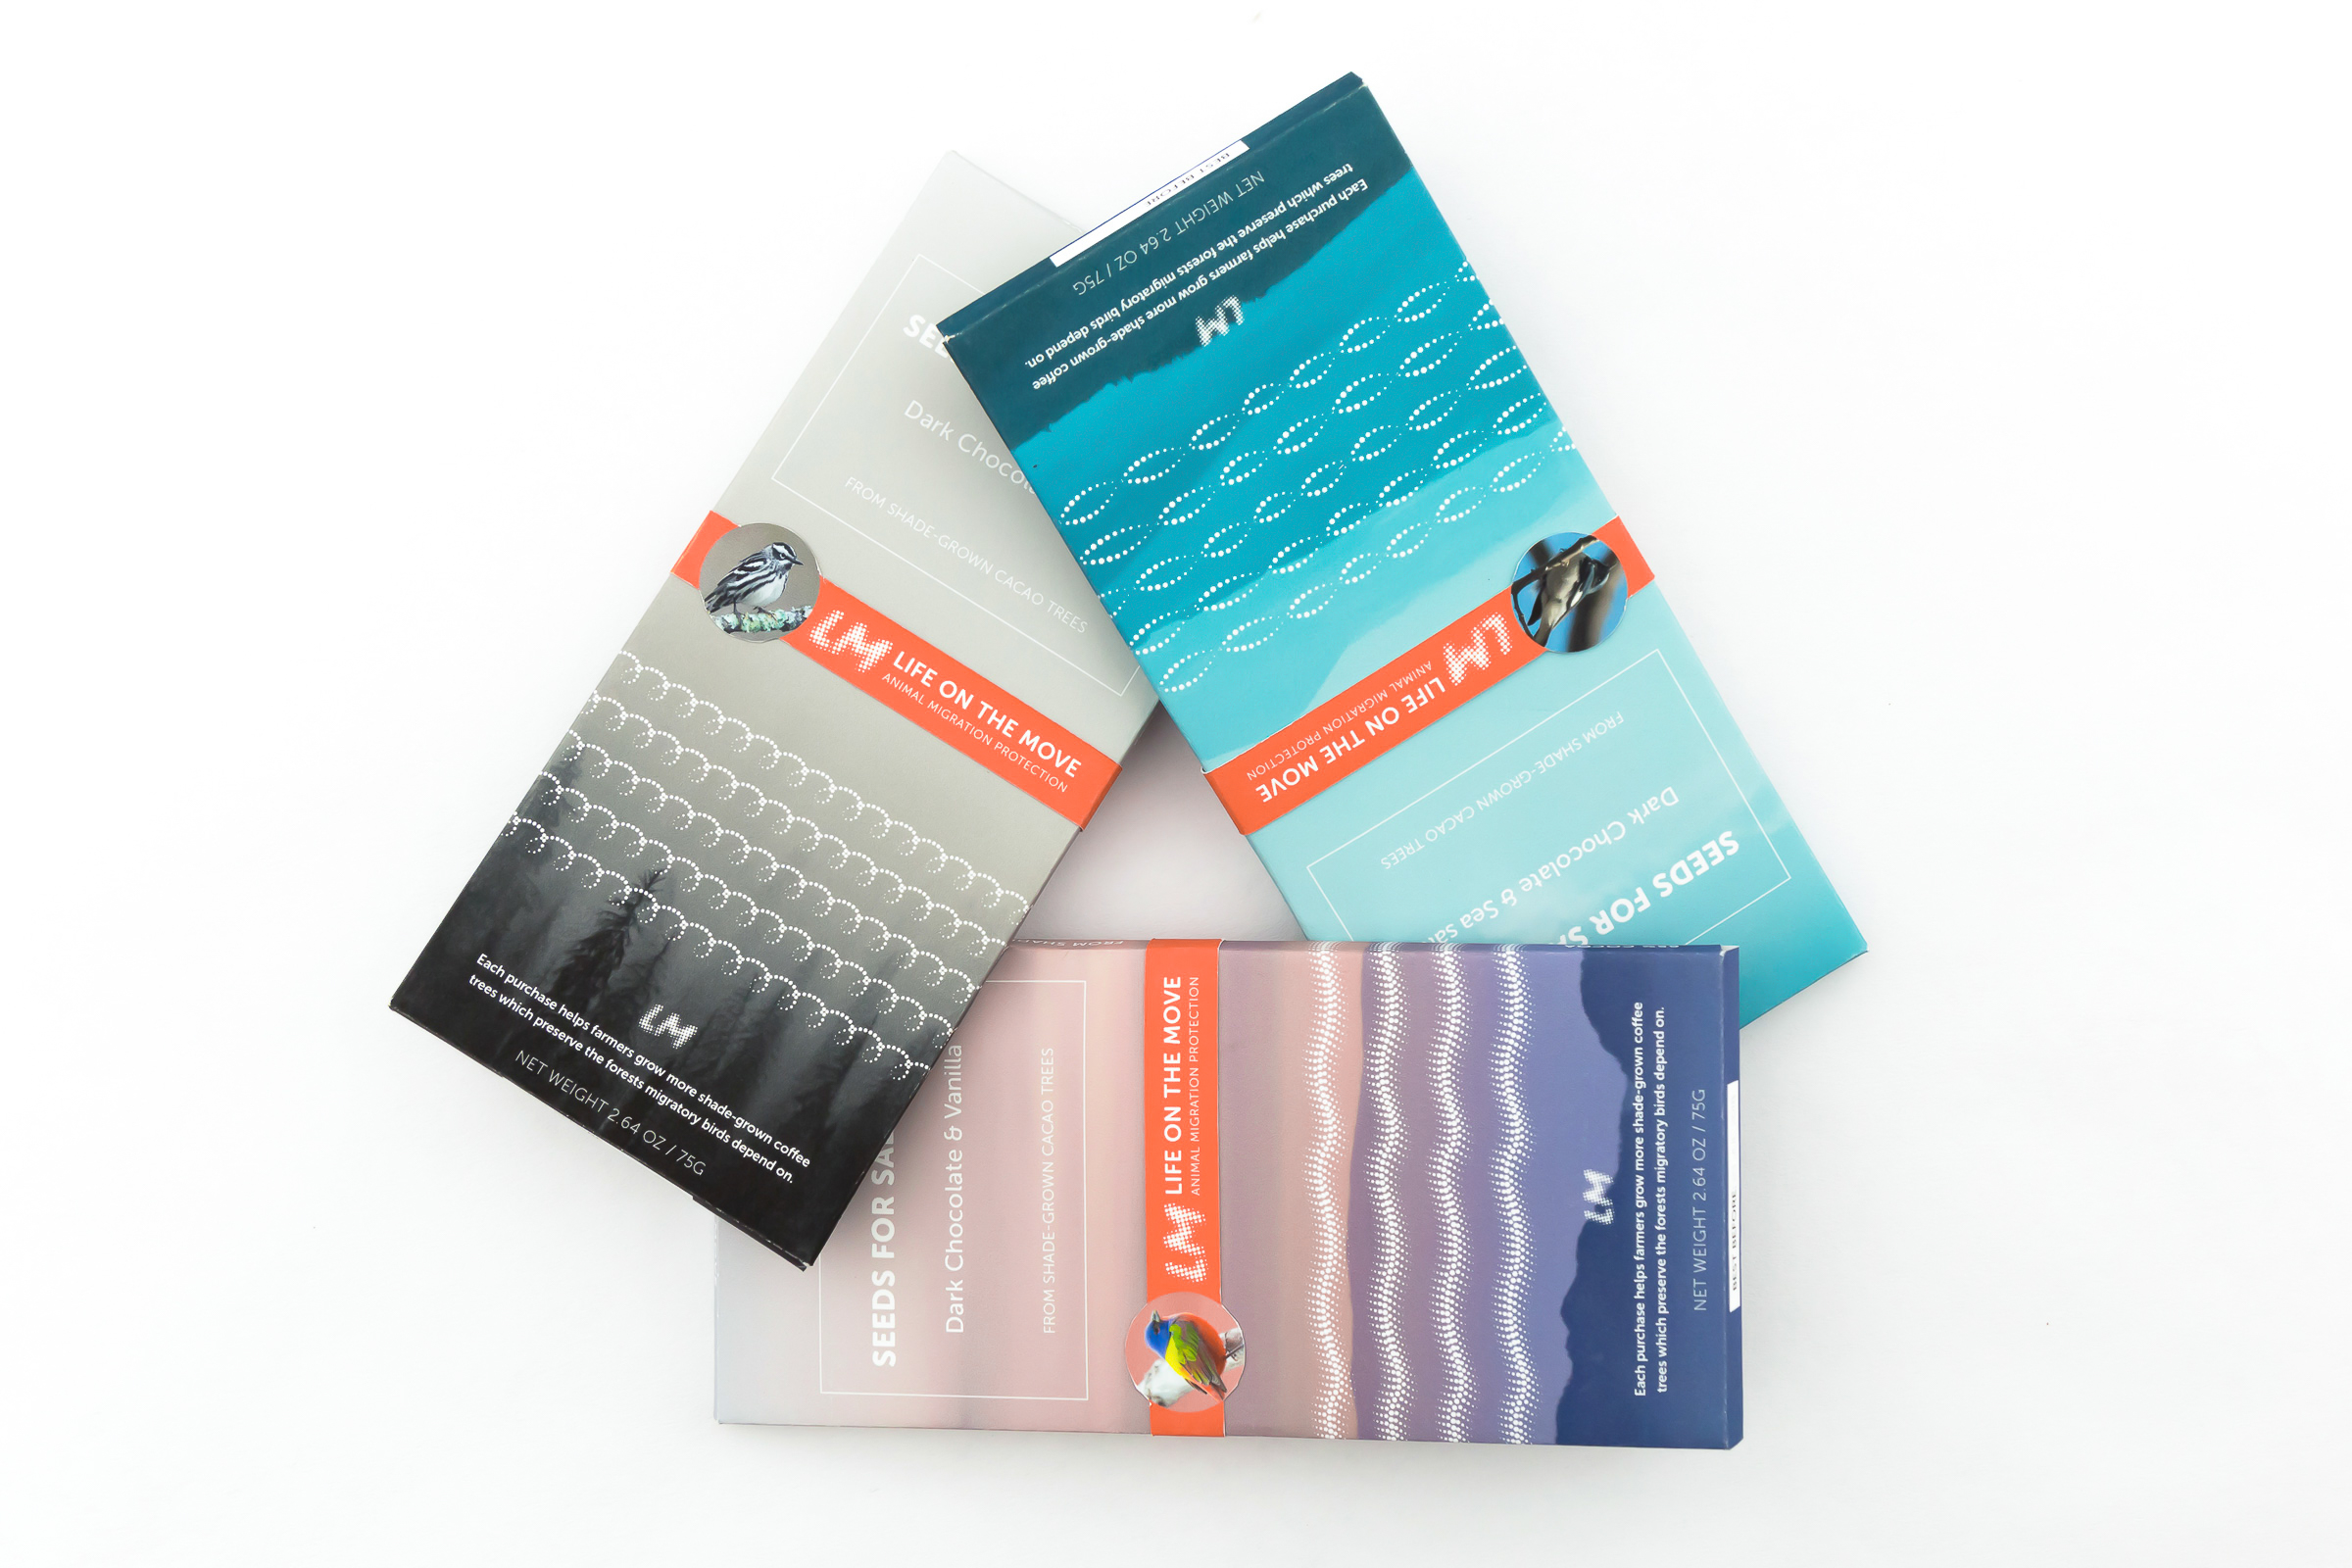 Dark
FROM SHADE-GROWN CACAO TREES
LM LIFE ON THE MOVE
ANIMAL MIGRATION PROTECTION
LM
Each purchase helps farmers grow more shade-grown coffee
trees which preserve the forests migratory birds depend on.
NET WEIGHT 2.64 OZ / 75G
SEEDS FOR
Dark Chocolate & Sea
FROM SHADE-GROWN CACAO TREES
LM LIFE ON THE MOVE
ANIMAL MIGRATION PROTECTION
LM
Each purchase helps farmers grow more shade-grown coffee
trees which preserve the forests migratory birds depend on.
NET WEIGHT 2.64 OZ / 75G
BEST BEFORE
SEEDS FOR
Dark Chocolate & Vanilla
FROM SHADE-GROWN CACAO TREES
LM LIFE ON THE MOVE
ANIMAL MIGRATION PROTECTION
LM
Each purchase helps farmers grow more shade-grown coffee
trees which preserve the forests migratory birds depend on.
NET WEIGHT 2.64 OZ / 75G
BEST BEFORE